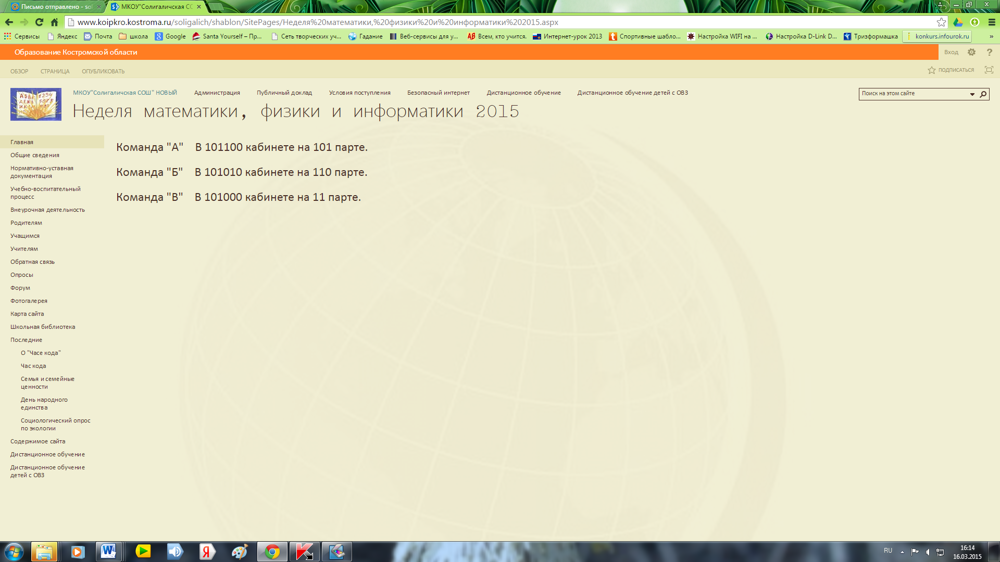 Письмо отправлено - sol
МКОУ"Солигаличская СО
www.koipkro.kostroma.ru/soligalich/shablon/SitePages/Неделя%20математики,%20физики%20и%20информатики%202015.aspx
Сервисы Яндекс Почта школа Google Santa Yourself – Пр... Сеть творческих уч... Гадание Веб-сервисы для у... Всем, кто учится. Интернет-урок 2013 Спортивные шабло... Настройка WIFI на ... Настройка D-Link D... Тризформашка konkurs.infourok.ru »
Образование Костромской области Вход ?
ОБЗОР СТРАНИЦА ОПУБЛИКОВАТЬ ПОДПИСАТЬСЯ
МКОУ"Солигаличская СОШ" НОВЫЙ Администрация Публичный доклад Условия поступления Безопасный интернет Дистанционное обучение Дистанционное обучение детей с ОВЗ Поиск на этом сайте
Неделя математики, физики и информатики 2015
Команда "А" В 101100 кабинете на 101 парте.
Команда "Б" В 101010 кабинете на 110 парте.
Команда "В" В 101000 кабинете на 11 парте.
Главная
Общие сведения
Нормативно-уставная
документация
Учебно-воспитательный
процесс
Внеурочная деятельность
Родителям
Учащимся
Учителям
Обратная связь
Опросы
Форум
Фотогалерея
Карта сайта
Школьная библиотека
Последние
О "Часе кода"
Час кода
Семья и семейные
ценности
День народного
единства
Социологический опрос
по экологии
Содержимое сайта
Дистанционное обучение
Дистанционное обучение
детей с ОВЗ
RU
16:14
16.03.2015